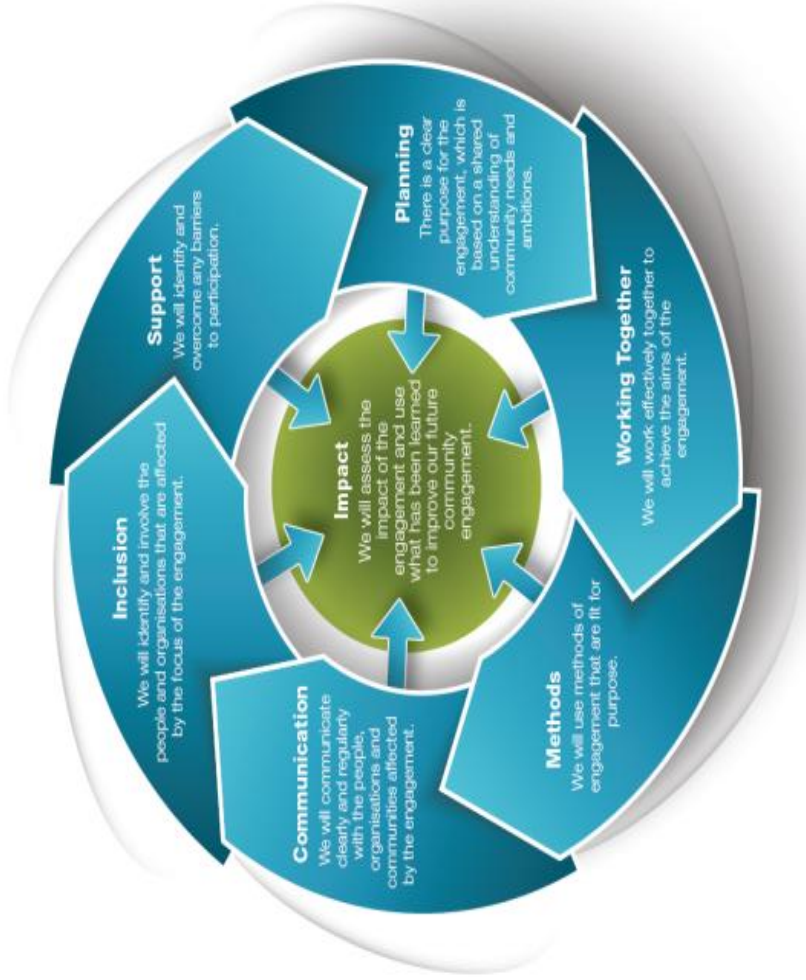 Inclusion
We will identify and involve the
people and organisations that are affected
by the focus of the engagement.
Support
We will identify and
overcome any barriers
to participation.
Planning
There is a clear
purpose for the
engagement, which is
based on a shared
understanding of
community needs and
ambitions.
Working Together
We will work effectively together to
achieve the aims of the
engagement.
Methods
We will use methods of
engagement that are fit for
purpose.
Communication
We will communicate
clearly and regularly
with the people,
organisations and
communities affected
by the engagement.
Impact
We will assess the
impact of the
engagement and use
what has been learned
to improve our future
community
engagement.